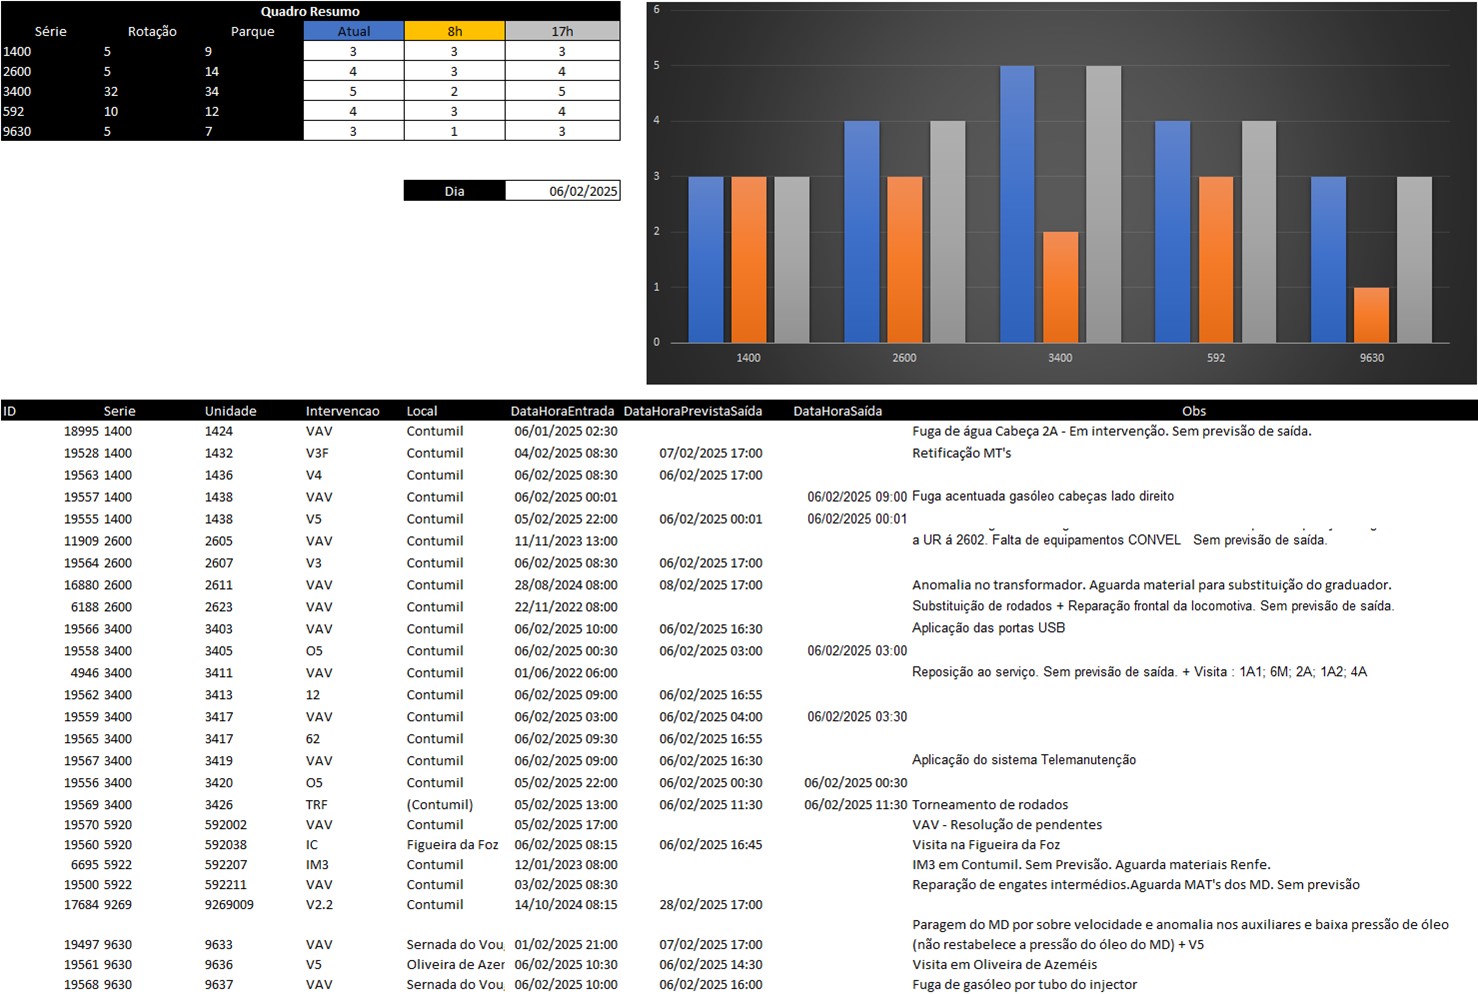 Quadro Resumo
Série Rotação Parque Atual 8h 17h
1400 5 9 3 3 3
2600 5 14 4 3 4
3400 32 34 5 2 5
592 10 12 4 3 4
9630 5 7 3 1 3
Dia 06/02/2025
6
5
4
3
2
1
0
1400 2600 3400 592 9630
ID Serie Unidade Intervencao Local DataHoraEntrada DataHoraPrevistaSaída DataHoraSaída Obs
18995 1400 1424 VAV Contumil 06/01/2025 02:30 Fuga de água Cabeça 2A - Em intervenção. Sem previsão de saída.
19528 1400 1432 V3F Contumil 04/02/2025 08:30 07/02/2025 17:00 Retificação MT's
19563 1400 1436 V4 Contumil 06/02/2025 08:30 06/02/2025 17:00
19557 1400 1438 VAV Contumil 06/02/2025 00:01 06/02/2025 09:00 Fuga acentuada gasóleo cabeças lado direito
19555 1400 1438 V5 Contumil 05/02/2025 22:00 06/02/2025 00:01 06/02/2025 00:01
11909 2600 2605 VAV Contumil 11/11/2023 13:00 a UR á 2602. Falta de equipamentos CONVEL Sem previsão de saída.
19564 2600 2607 V3 Contumil 06/02/2025 08:30 06/02/2025 17:00
16880 2600 2611 VAV Contumil 28/08/2024 08:00 08/02/2025 17:00 Anomalia no transformador. Aguarda material para substituição do graduador.
6188 2600 2623 VAV Contumil 22/11/2022 08:00 Substituição de rodados + Reparação frontal da locomotiva. Sem previsão de saída.
19566 3400 3403 VAV Contumil 06/02/2025 10:00 06/02/2025 16:30 Aplicação das portas USB
19558 3400 3405 O5 Contumil 06/02/2025 00:30 06/02/2025 03:00 06/02/2025 03:00
4946 3400 3411 VAV Contumil 01/06/2022 06:00 Reposição ao serviço. Sem previsão de saída. + Visita : 1A1; 6M; 2A; 1A2; 4A
19562 3400 3413 12 Contumil 06/02/2025 09:00 06/02/2025 16:55
19559 3400 3417 VAV Contumil 06/02/2025 03:00 06/02/2025 04:00 06/02/2025 03:30
19565 3400 3417 62 Contumil 06/02/2025 09:30 06/02/2025 16:55
19567 3400 3419 VAV Contumil 06/02/2025 09:00 06/02/2025 16:30 Aplicação do sistema Telemanutenção
19556 3400 3420 O5 Contumil 05/02/2025 22:00 06/02/2025 00:30 06/02/2025 00:30
19569 3400 3426 TRF (Contumil) 05/02/2025 13:00 06/02/2025 11:30 06/02/2025 11:30 Torneamento de rodados
19570 5920 592002 VAV Contumil 05/02/2025 17:00 VAV - Resolução de pendentes
19560 5920 592038 IC Figueira da Foz 06/02/2025 08:15 06/02/2025 16:45 Visita na Figueira da Foz
6695 5922 592207 IM3 Contumil 12/01/2023 08:00 IM3 em Contumil. Sem Previsão. Aguarda materiais Renfe.
19500 5922 592211 VAV Contumil 03/02/2025 08:30 Reparação de engates intermédios.Aguarda MAT's dos MD. Sem previsão
17684 9269 9269009 V2.2 Contumil 14/10/2024 08:15 28/02/2025 17:00
Paragem do MD por sobre velocidade e anomalia nos auxiliares e baixa pressão de óleo
19497 9630 9633 VAV Sernada do Vou 01/02/2025 21:00 07/02/2025 17:00 (não restabelece a pressão do óleo do MD) + V5
19561 9630 9636 V5 Oliveira de Azer 06/02/2025 10:30 06/02/2025 14:30 Visita em Oliveira de Azeméis
19568 9630 9637 VAV Sernada do Vou 06/02/2025 10:00 06/02/2025 16:00 Fuga de gasóleo por tubo do injector